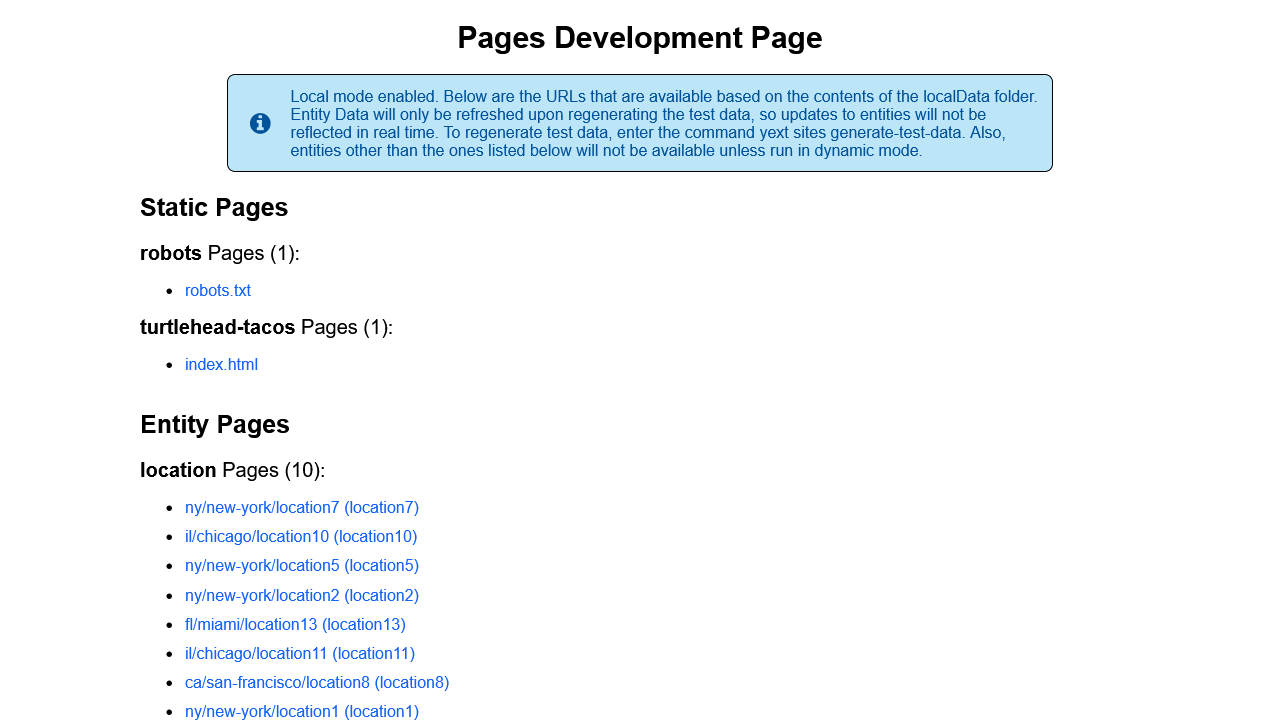 Pages Development Page
Local mode enabled. Below are the URLs that are available based on the contents of the localData folder.
Entity Data will only be refreshed upon regenerating the test data, so updates to entities will not be
reflected in real time. To regenerate test data, enter the command yext sites generate-test-data. Also,
entities other than the ones listed below will not be available unless run in dynamic mode.
Static Pages
robots Pages (1):
robots.txt
turtlehead-tacos Pages (1):
index.html
Entity Pages
location Pages (10):
ny/new-york/location7 (location7)
il/chicago/location10 (location10)
ny/new-york/location5 (location5)
ny/new-york/location2 (location2)
fl/miami/location13 (location13)
il/chicago/location11 (location11)
ca/san-francisco/location8 (location8)
ny/new-york/location1 (location1)